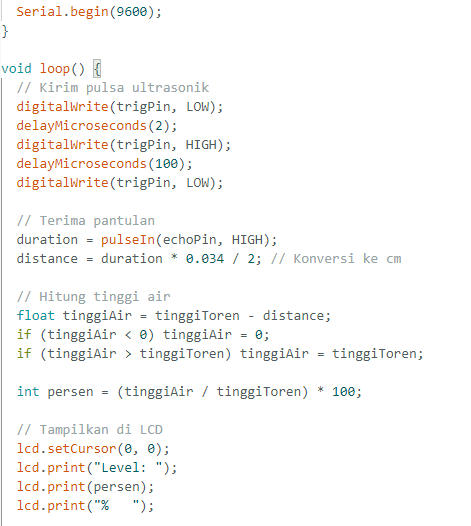 Serial.begin(9600);
}
void loop() {
// Kirim pulsa ultrasonik
digitalWrite(trigPin, LOW);
delayMicroseconds(2);
digitalWrite(trigPin, HIGH);
delayMicroseconds(100);
digitalWrite(trigPin, LOW);
// Terima pantulan
duration = pulseIn(echoPin, HIGH);
distance = duration * 0.034 / 2; // Konversi ke cm
// Hitung tinggi air
float tinggiAir = tinggiToren - distance;
if (tinggiAir < 0) tinggiAir = 0;
if (tinggiAir > tinggiToren) tinggiAir = tinggiToren;
int persen = (tinggiAir / tinggiToren) * 100;
// Tampilkan di LCD
lcd.setCursor(0, 0);
lcd.print("Level: ");
lcd.print(persen);
lcd.print("%   ");